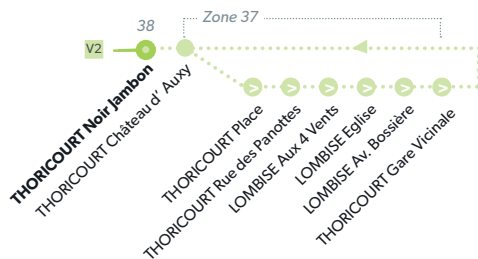 38
Zone 37
V2
THORICOURT Noir Jambon
THORICOURT Château d' Auxy
THORICOURT Place
THORICOURT Rue des Panottes
LOMBISE Aux 4 Vents
LOMBISE Eglise
LOMBISE Av. Bossière
THORICOURT Gare Vicinale